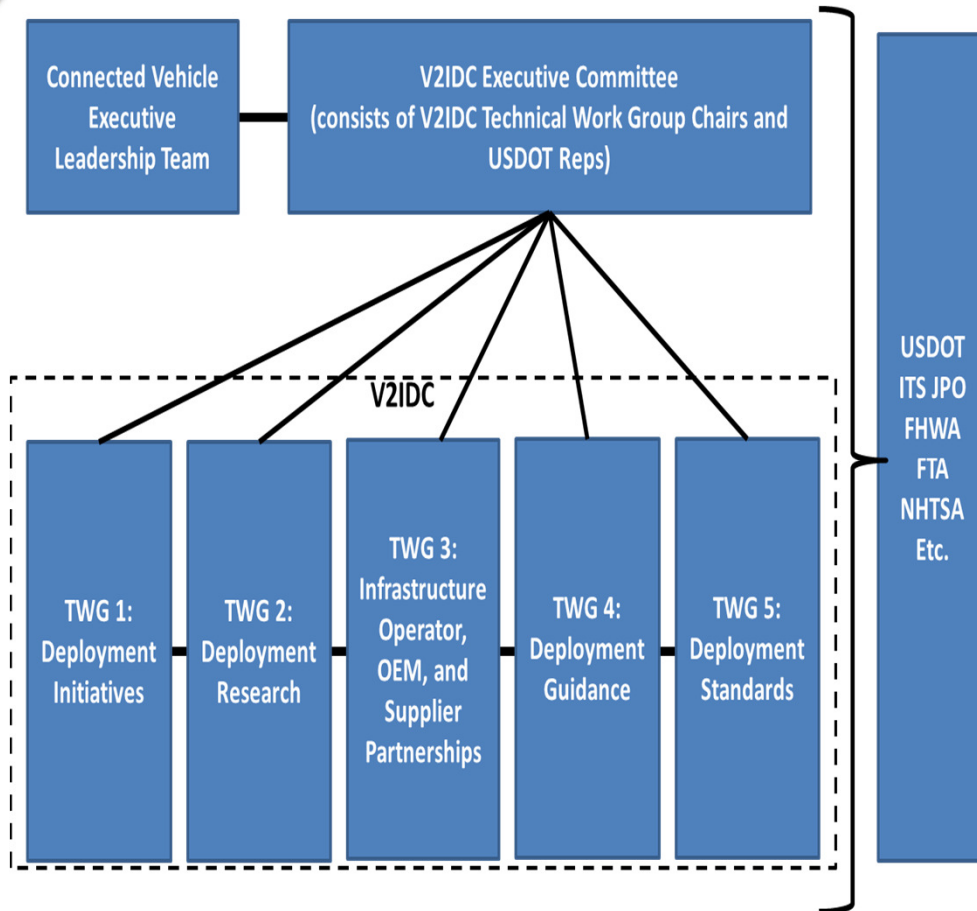 Connected Vehicle
Executive
Leadership Team
V2IDC Executive Committee
(consists of V2IDC Technical Work Group Chairs and
USDOT Reps)
V2IDC
TWG 1:
Deployment
Initiatives
TWG 2:
Deployment
Research
TWG 3:
Infrastructure
Operator,
OEM, and
Supplier
Partnerships
TWG 4:
Deployment
Guidance
TWG 5:
Deployment
Standards
USDOT
ITS JPO
FHWA
FTA
NHTSA
Etc.